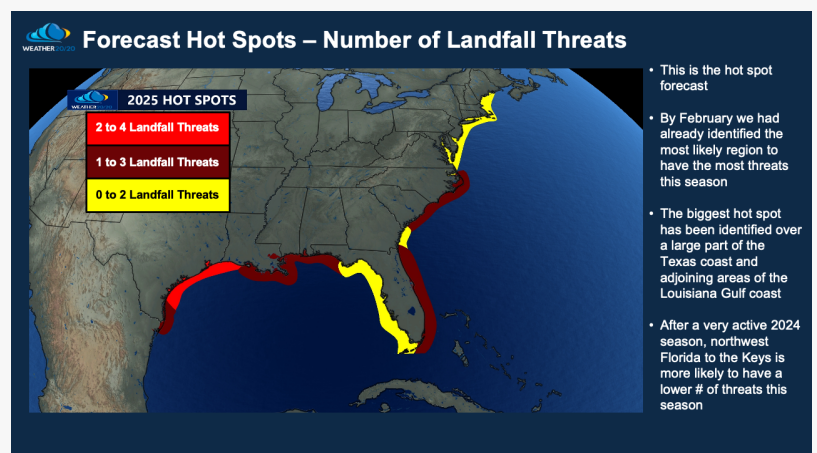 WEATHER20/20
Forecast Hot Spots – Number of Landfall Threats
WEATHER20/20
2025 HOT SPOTS
2 to 4 Landfall Threats
1 to 3 Landfall Threats
0 to 2 Landfall Threats
• This is the hot spot
forecast
• By February we had
already identified the
most likely region to
have the most threats
this season
• The biggest hot spot
has been identified over
a large part of the
Texas coast and
adjoining areas of the
Louisiana Gulf coast
• After a very active 2024
season, northwest
Florida to the Keys is
more likely to have a
lower # of threats this
season